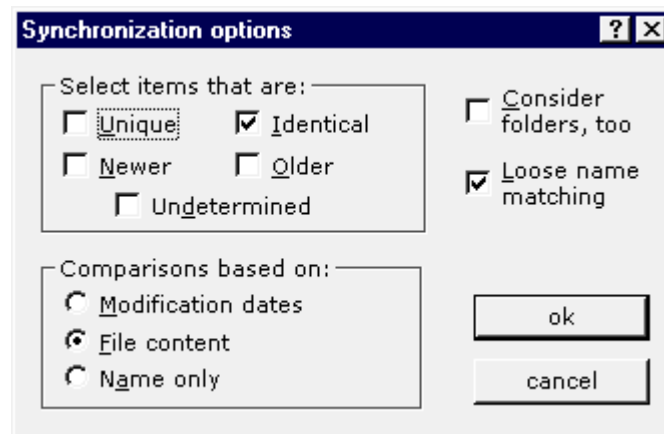 Synchronization options
Select items that are:
Unique
Identical
Newer
Older
Undetermined
Consider
folders, too
Loose name
matching
Comparisons based on:
Modification dates
File content
Name only
ok
cancel